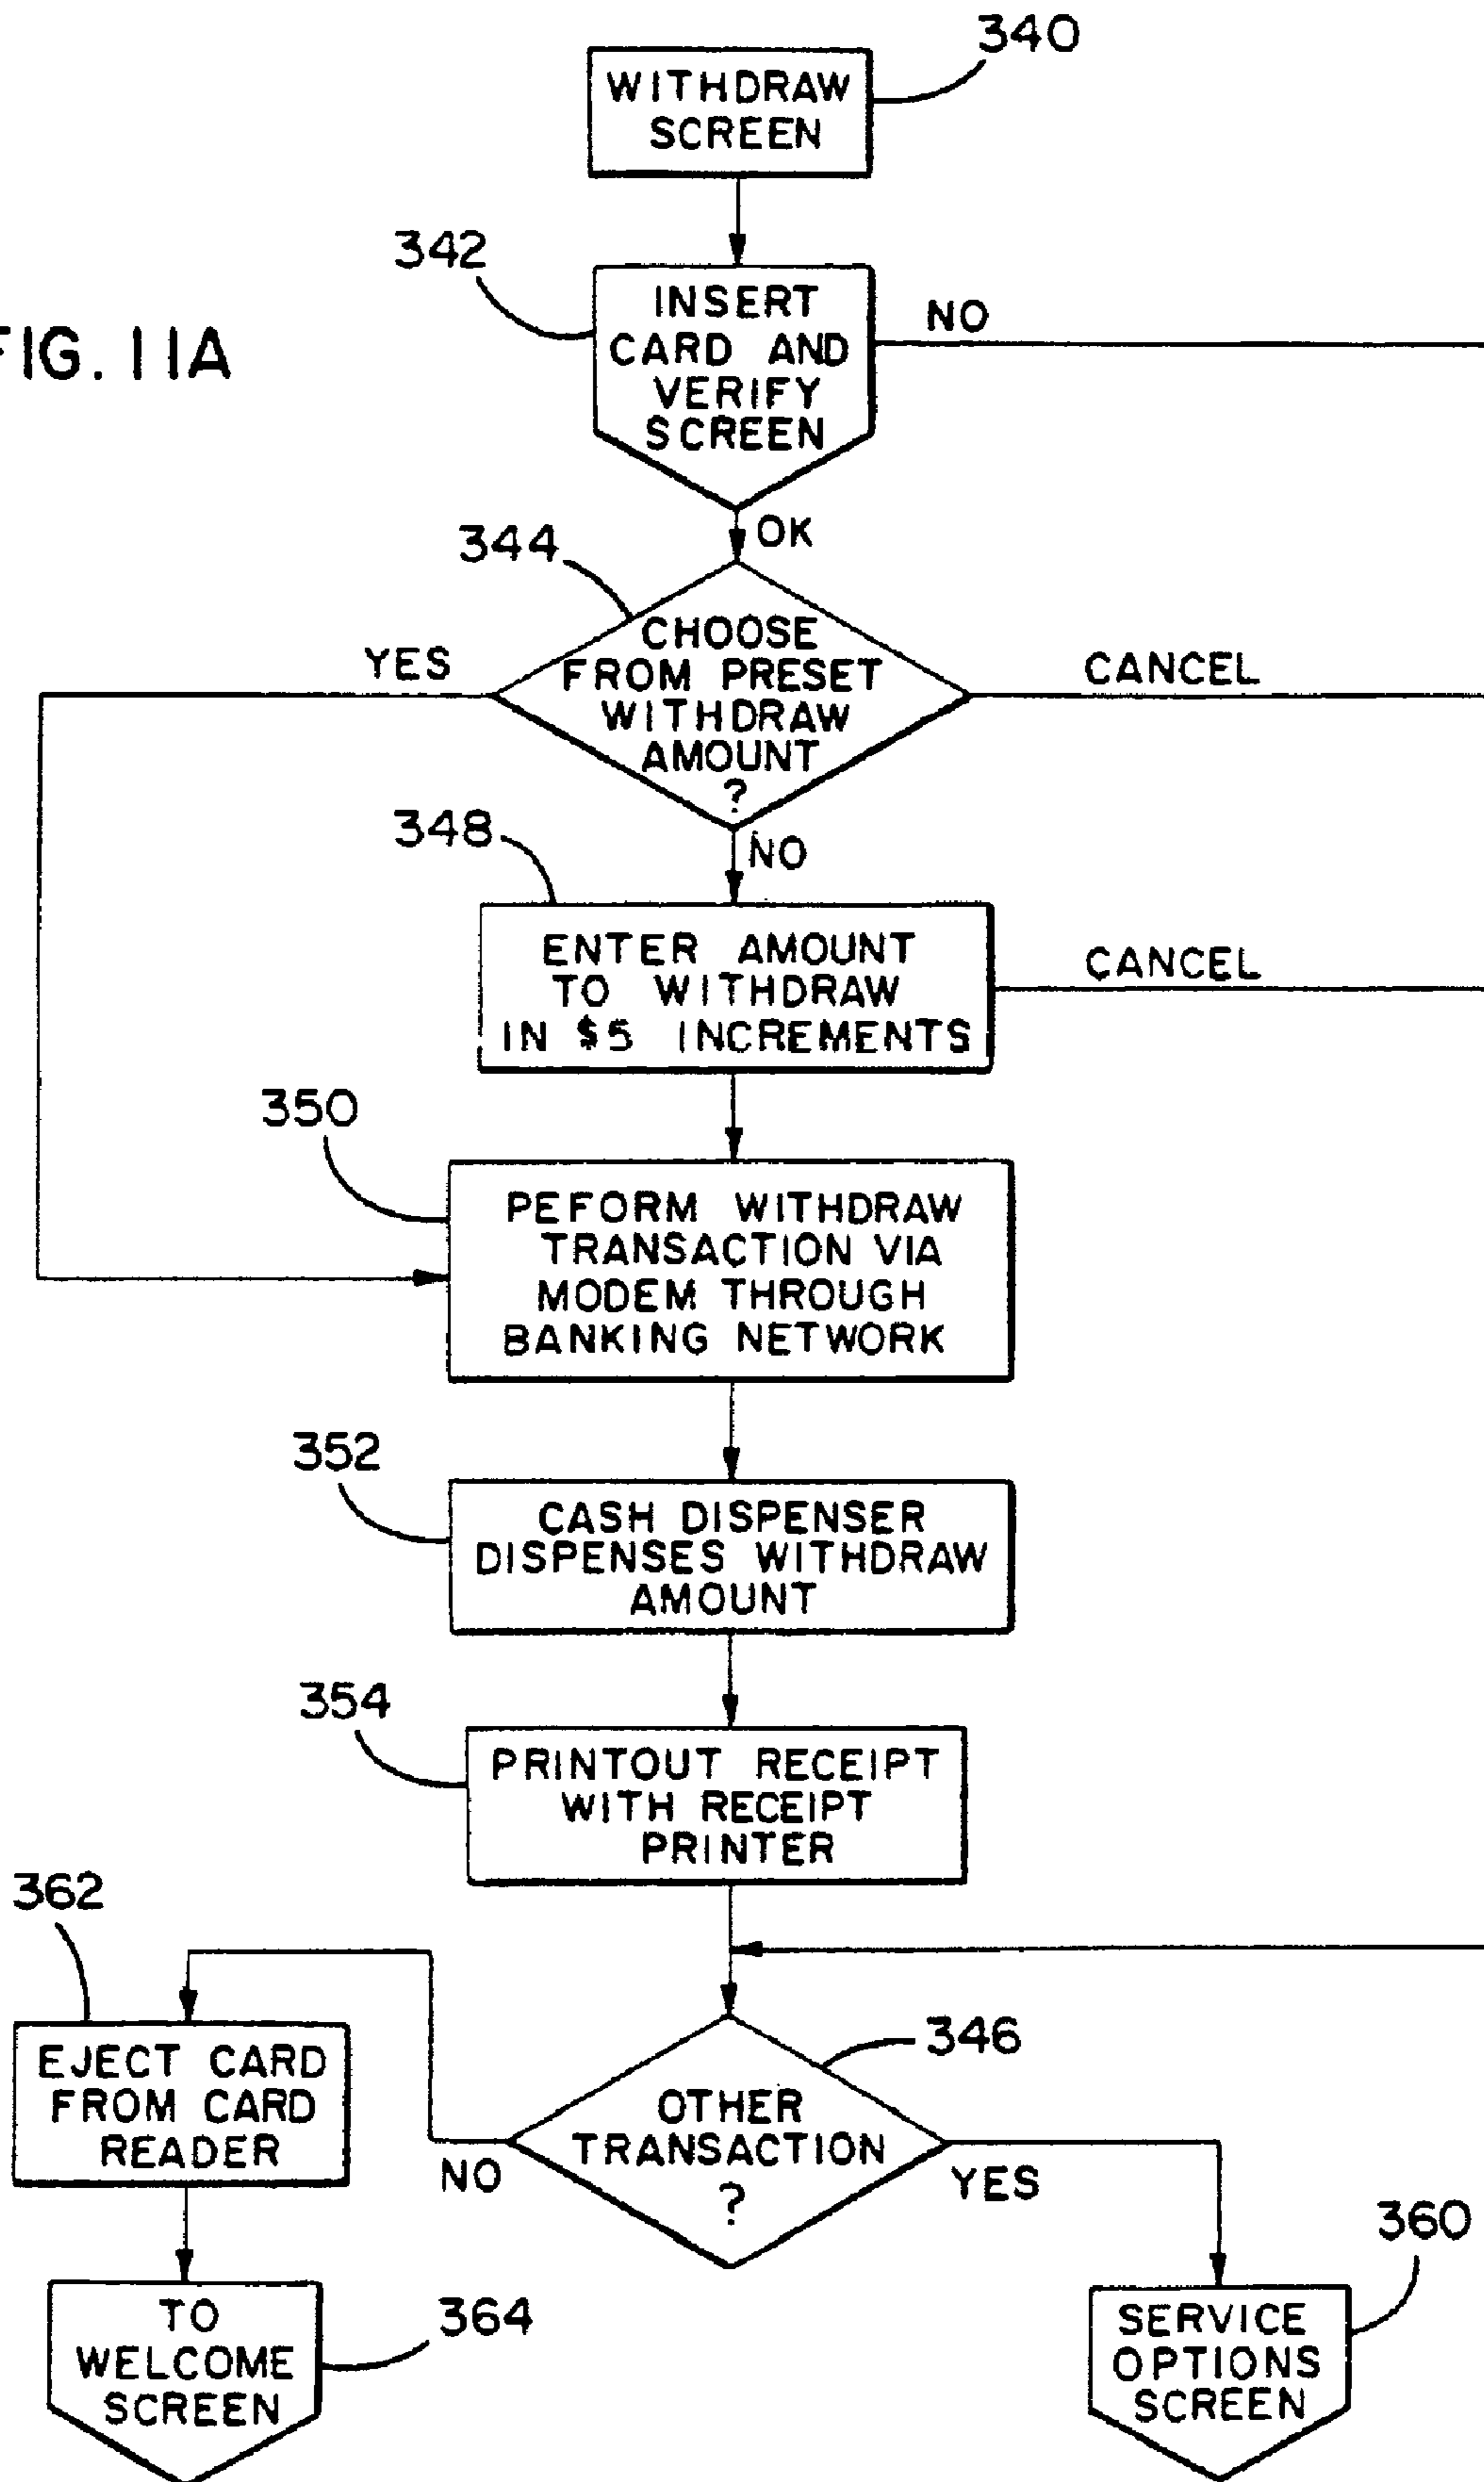 340
WITHDRAW
SCREEN
342
INSERT
CARD AND
VERIFY
SCREEN
NO
FIG. 11A
OK
344
CHOOSE
FROM PRESET
WITHDRAW
AMOUNT
?
YES
CANCEL
NO
348
ENTER AMOUNT
TO WITHDRAW
IN $5 INCREMENTS
CANCEL
350
PEFORM WITHDRAW
TRANSACTION VIA
MODEM THROUGH
BANKING NETWORK
352
CASH DISPENSER
DISPENSES WITHDRAW
AMOUNT
354
PRINTOUT RECEIPT
WITH RECEIPT
PRINTER
362
EJECT CARD
FROM CARD
READER
346
OTHER
TRANSACTION
?
NO
YES
360
TO
WELCOME
SCREEN
364
SERVICE
OPTIONS
SCREEN